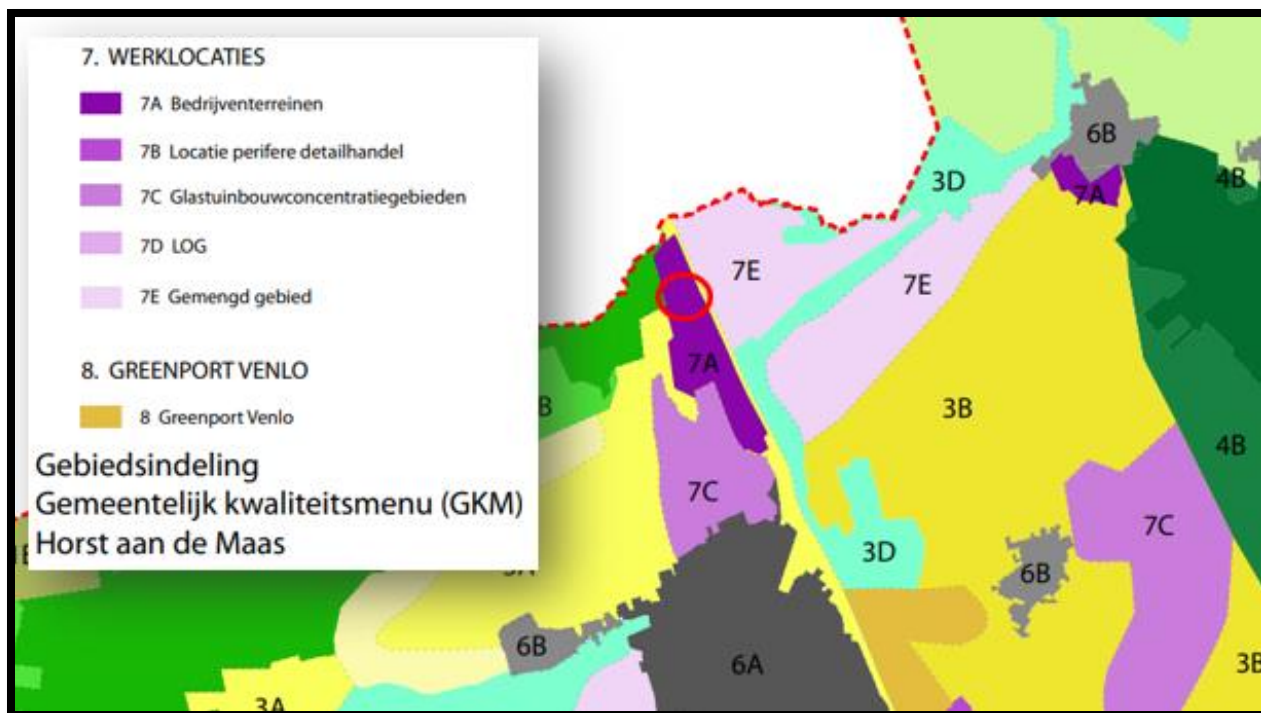 7. WERKLOCATIES
7A Bedrijventerreinen
7B Locatie perifere detailhandel
7C Glastuinbouwconcentratiegebieden
7D LOG
7E Gemengd gebied
8. GREENPORT VENLO
8 Greenport Venlo
Gebiedsindeling
Gemeentelijk kwaliteitsmenu (GKM)
Horst aan de Maas
6B
3D
7A
4B
7E
7E
7A
3B
B
4B
7C
7C
3D
6B
3A
6B
6A
3B
3A